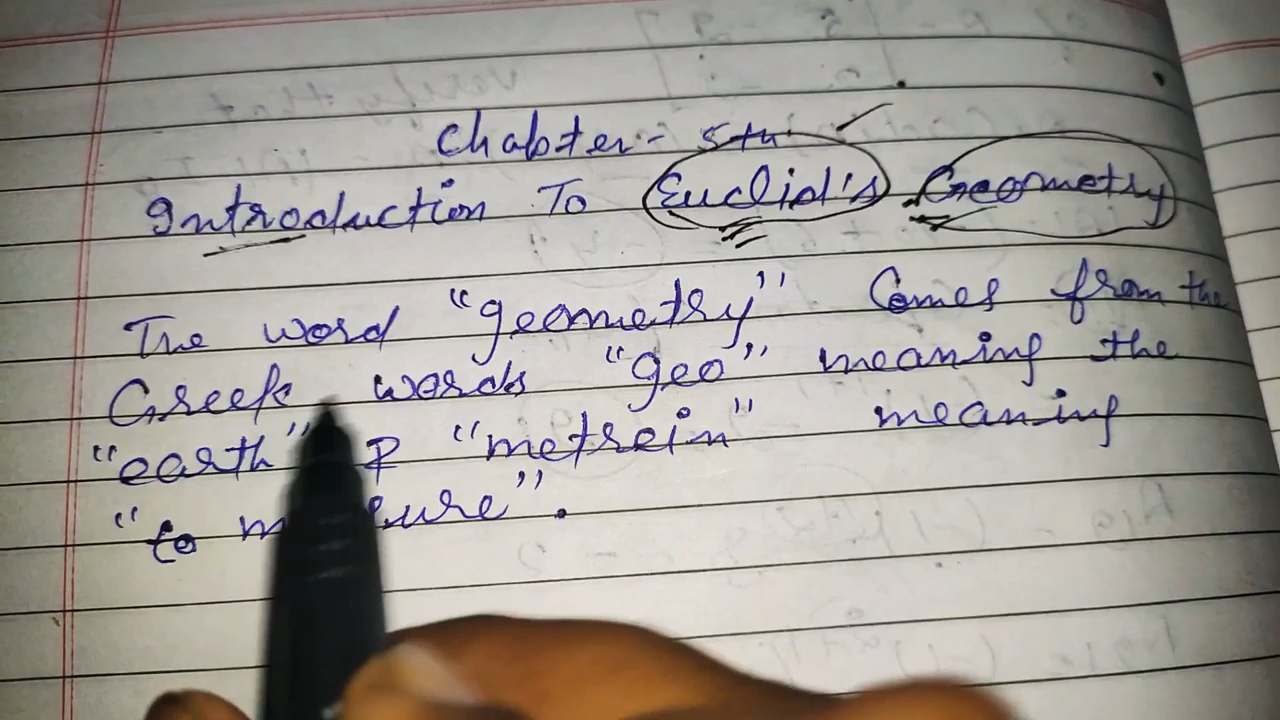 Chabter - 5th
Introduction To Euclid's Geometry
The word "geometry" Comes from the
Greek words "geo" meaning the
"earth" & "metrein" meaning
"to measure".